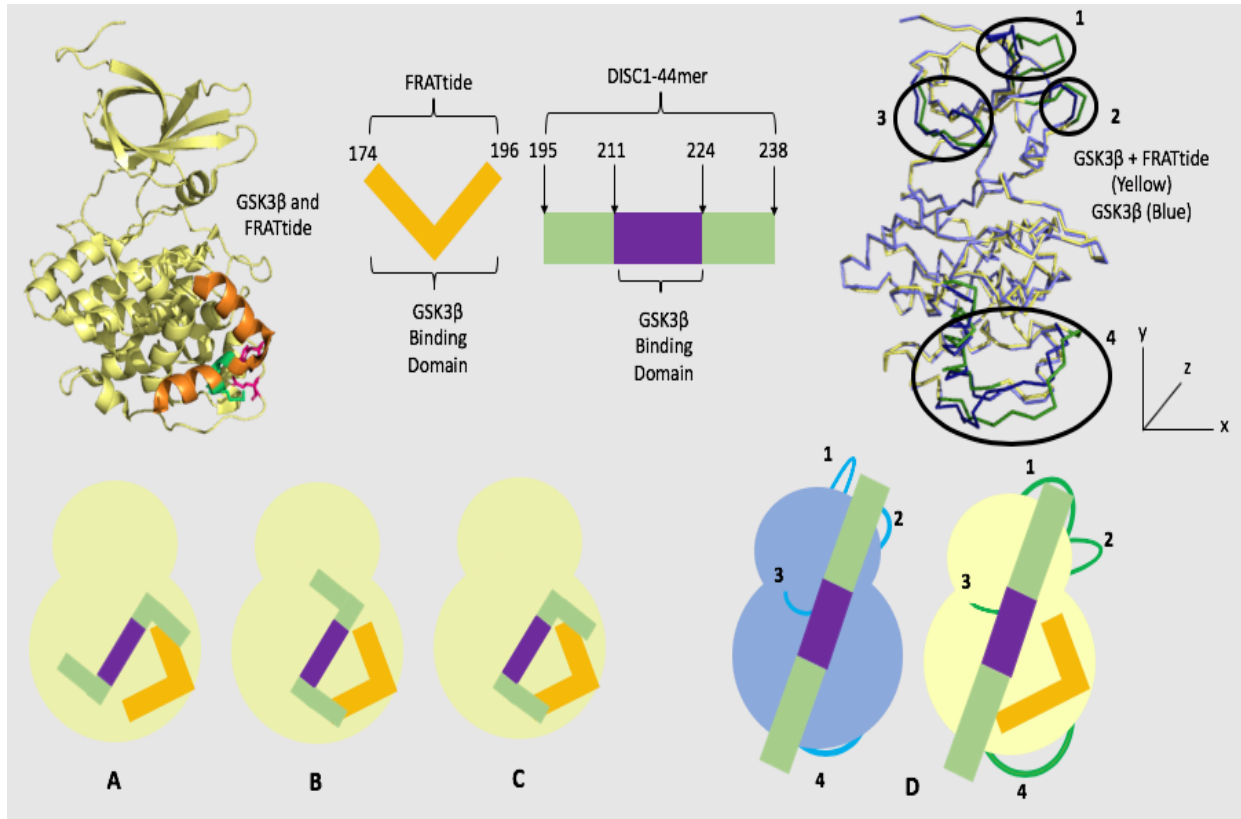 GSK3β and
FRATtide
FRATtide
174
196
GSK3β
Binding
Domain
DISC1-44mer
195
211
224
238
GSK3β
Binding
Domain
1
2
3
GSK3β + FRATtide
(Yellow)
GSK3β (Blue)
4
y
z
x
A
B
C
1
2
3
4
D
1
2
3
4